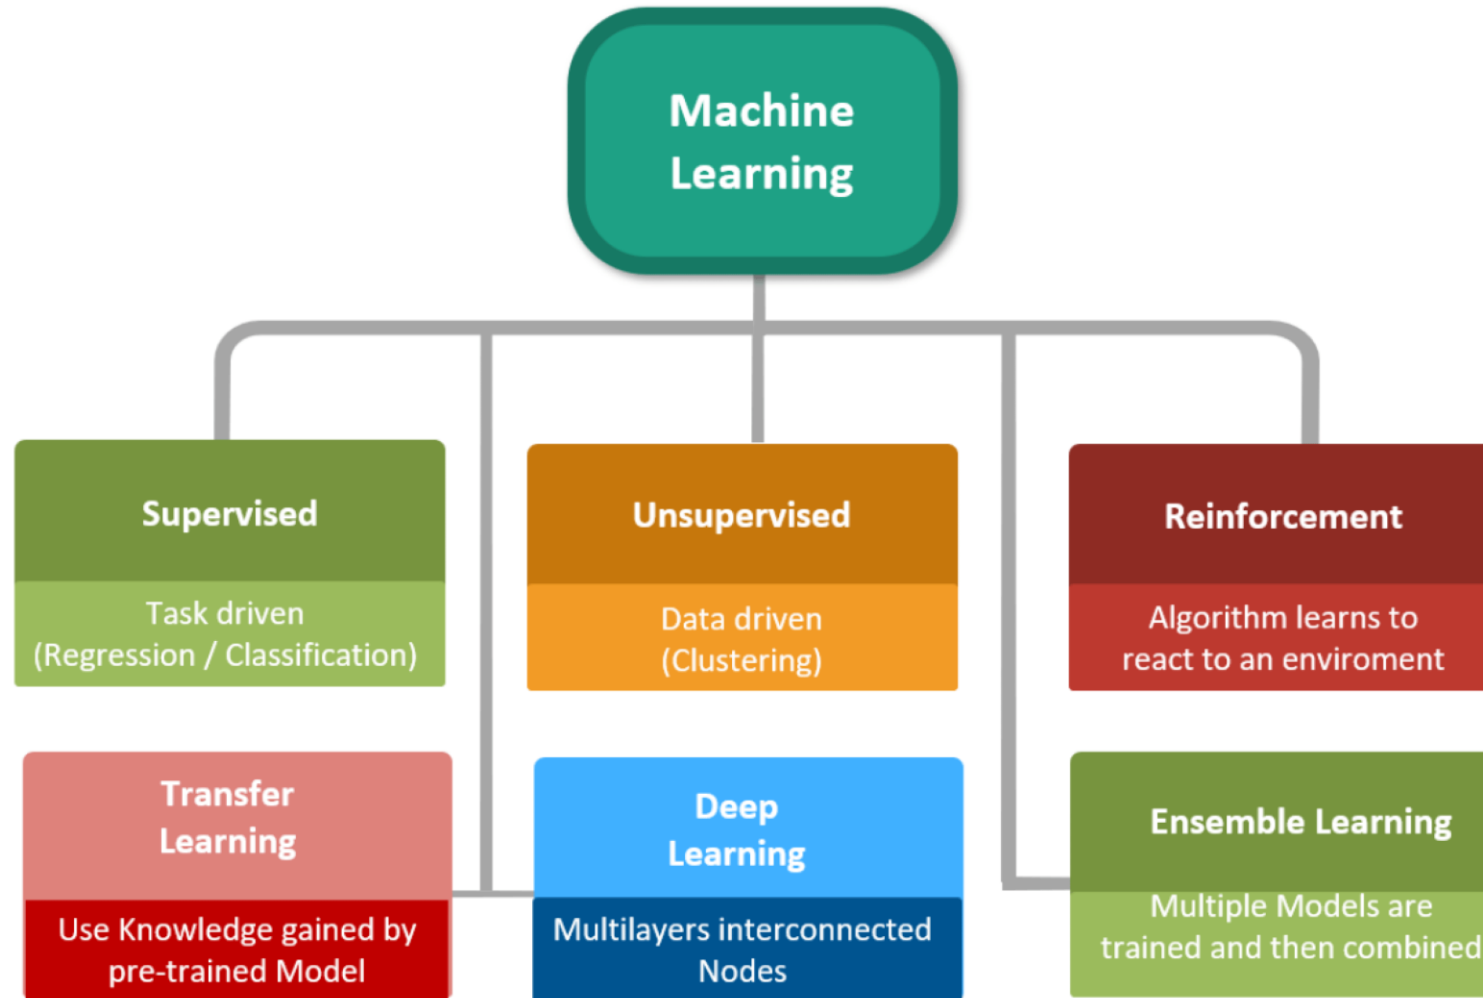 Machine
Learning
Supervised
Task driven
(Regression / Classification)
Unsupervised
Data driven
(Clustering)
Reinforcement
Algorithm learns to
react to an enviroment
Transfer
Learning
Use Knowledge gained by
pre-trained Model
Deep
Learning
Multilayers interconnected
Nodes
Ensemble Learning
Multiple Models are
trained and then combined